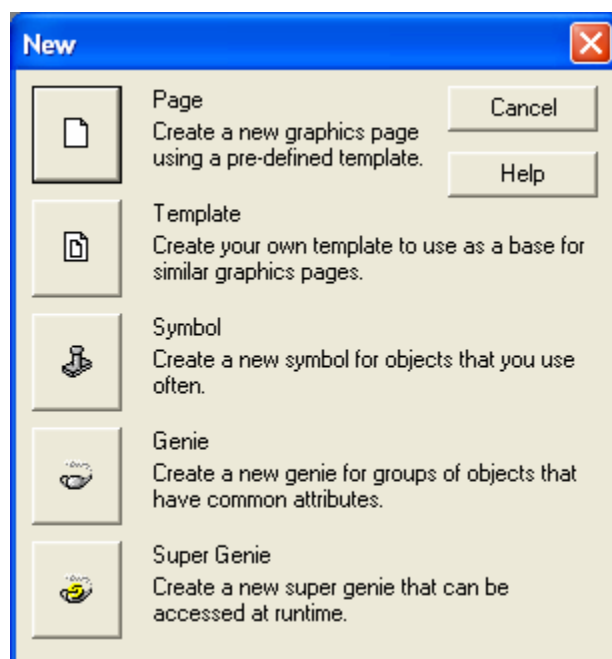 New
Page
Create a new graphics page
using a pre-defined template.
Cancel
Help
Template
Create your own template to use as a base for
similar graphics pages.
Symbol
Create a new symbol for objects that you use
often.
Genie
Create a new genie for groups of objects that
have common attributes.
Super Genie
Create a new super genie that can be
accessed at runtime.